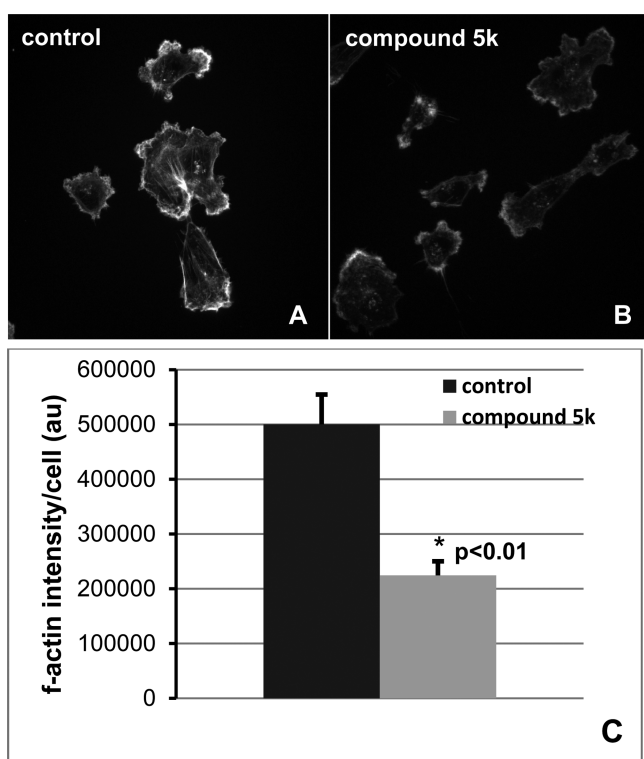 control
compound 5k
A
B
600000
500000
400000
300000
200000
100000
0
f-actin intensity/cell (au)
control
compound 5k
*
p<0.01
C